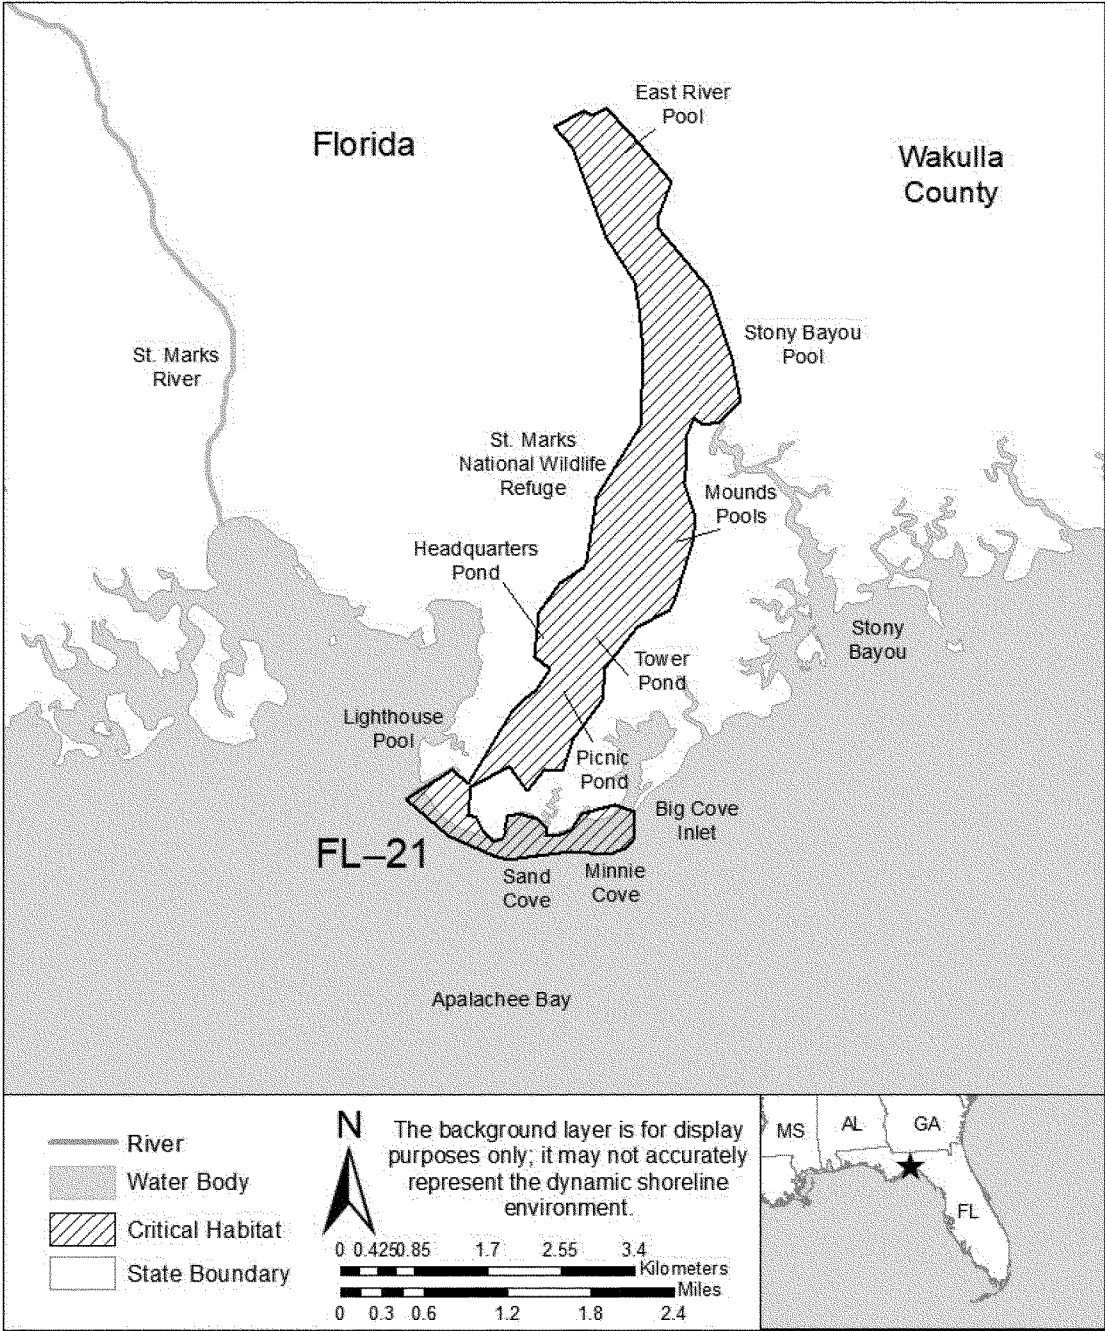 East River
Pool
Florida
Wakulla
County
St. Marks
River
Stony Bayou
Pool
St. Marks
National Wildlife
Refuge
Mounds
Pools
Headquarters
Pond
Stony
Bayou
Tower
Pond
Lighthouse
Pool
Picnic
Pond
Big Cove
Inlet
FL–21
Sand
Cove
Minnie
Cove
Apalachee Bay
River
Water Body
Critical Habitat
State Boundary
N
The background layer is for display
purposes only; it may not accurately
represent the dynamic shoreline
environment.
0 0.425 0.85 1.7 2.55 3.4
Kilometers
Miles
0 0.3 0.6 1.2 1.8 2.4
MS
AL
GA
FL